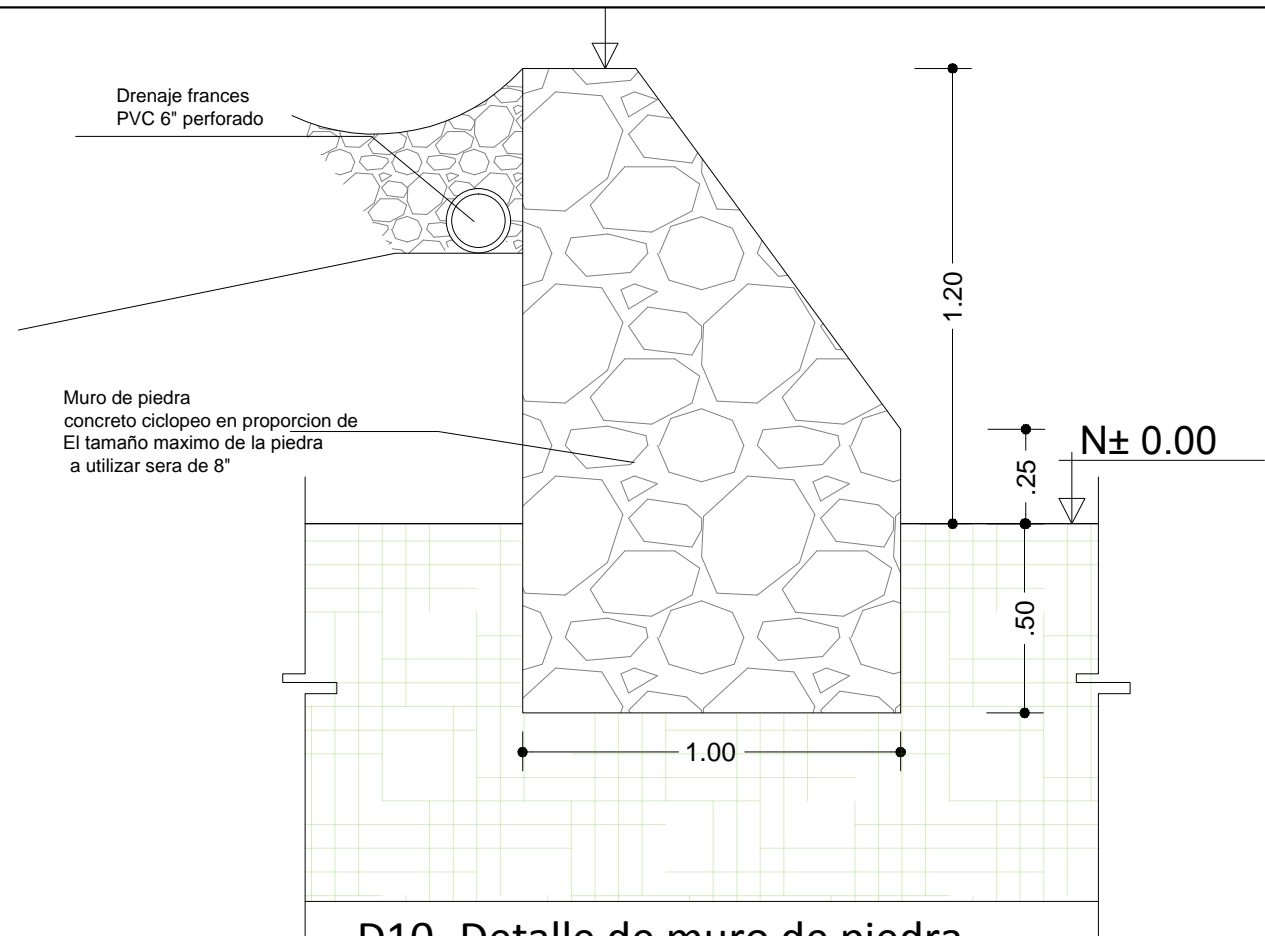 Drenaje frances
PVC 6" perforado
1.20
Muro de piedra
concreto ciclopeo en proporcion de
El tamaño maximo de la piedra
a utilizar sera de 8"
N± 0.00
.25
.50
1.00
D10 Detalle de muro de piedra